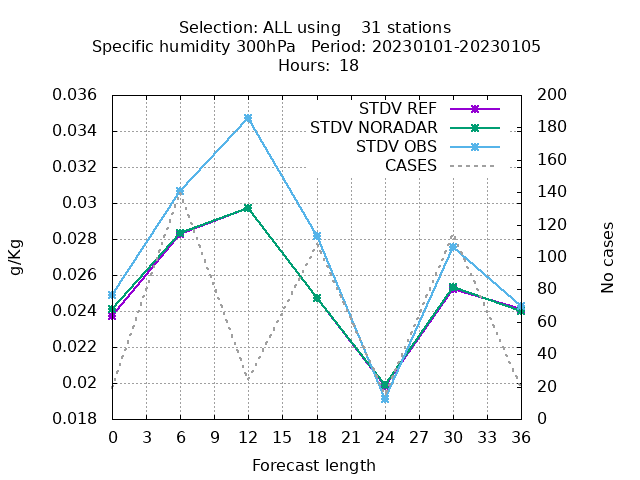 Selection: ALL using    31 stations
Specific humidity 300hPa   Period: 20230101-20230105
Hours: 18
STDV REF
STDV NORADAR
STDV OBS
CASES
0.036
0.034
0.032
0.03
0.028
0.026
0.024
0.022
0.02
0.018
200
180
160
140
120
100
80
60
40
20
0
g/Kg
No cases
0 3 6 9 12 15 18 21 24 27 30 33 36
Forecast length